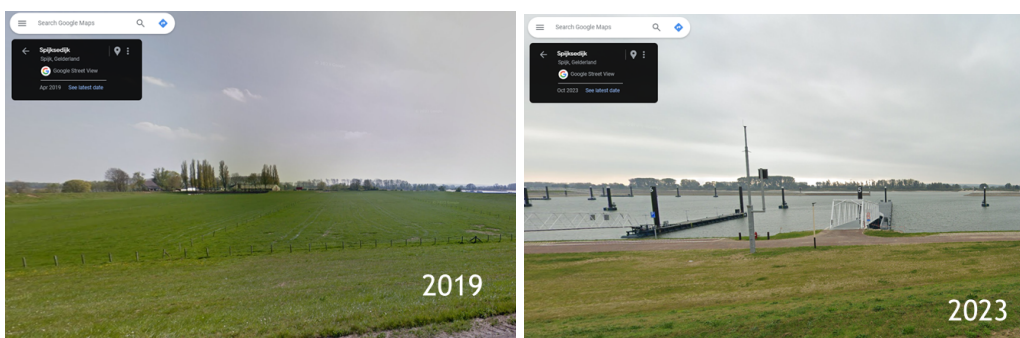 Search Google Maps
Spijksedijk
Spijk, Gelderland
Google Street View
Apr 2019 See latest date
2019
Search Google Maps
Spijksedijk
Spijk, Gelderland
Google Street View
Oct 2023 See latest date
2023